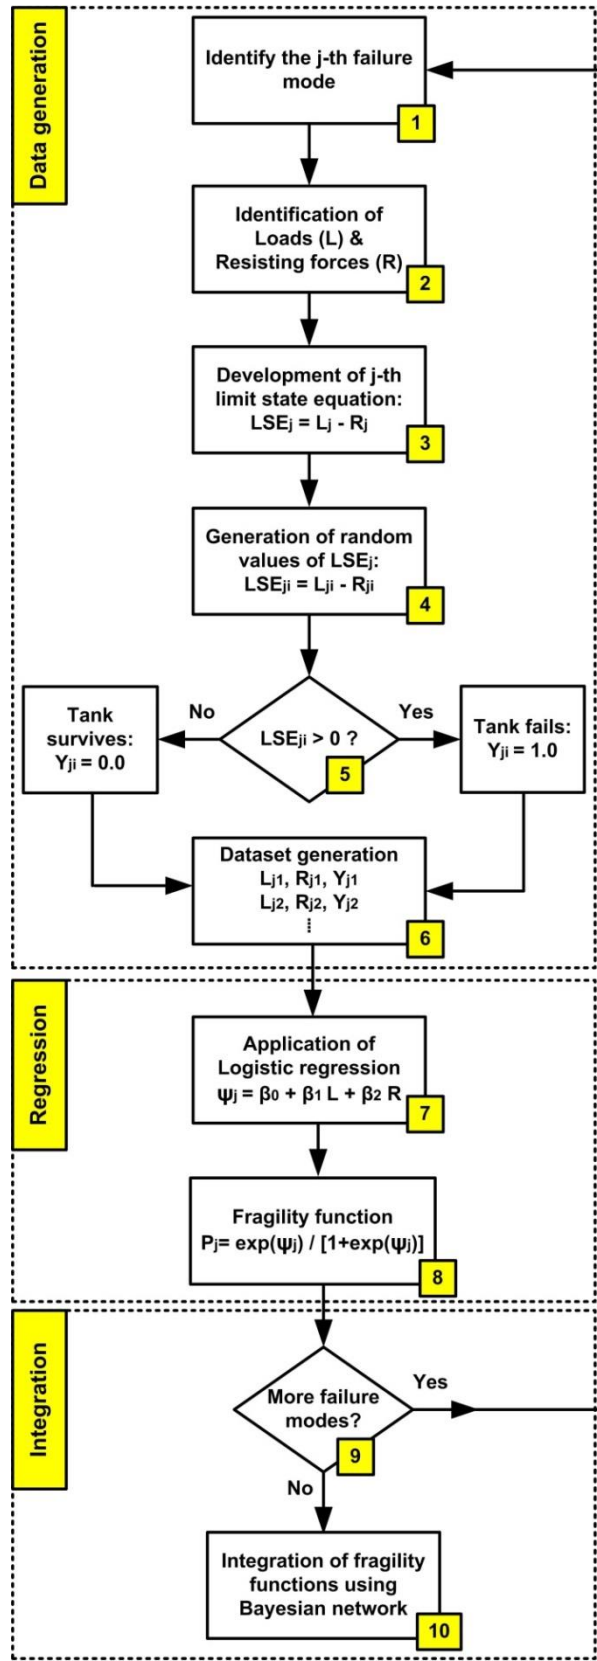 Data generation
Identify the j-th failure
mode
1
Identification of
Loads (L) &
Resisting forces (R)
2
Development of j-th
limit state equation:
LSEj = Lj - Rj
3
Generation of random
values of LSEj:
LSEji = Lji - Rji
4
No
Yes
Tank
survives:
Yji = 0.0
LSEji > 0 ?
5
Tank fails:
Yji = 1.0
Dataset generation
Lj1, Rj1, Yj1
Lj2, Rj2, Yj2
⁞
6
Regression
Application of
Logistic regression
Ψj = β0 + β1 L + β2 R
7
Fragility function
Pj= exp(Ψj) / [1+exp(Ψj)]
8
Integration
More failure
modes?
Yes
9
No
Integration of fragility
functions using
Bayesian network
10